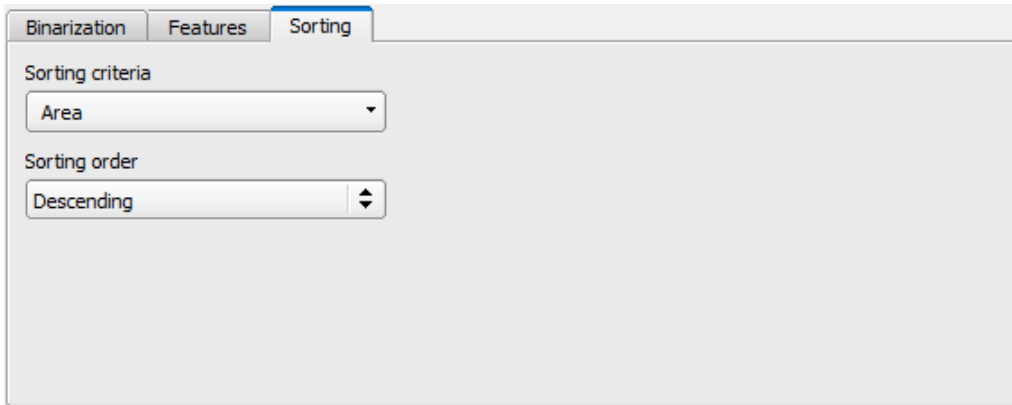 Binarization Features Sorting
Sorting criteria
Area
Sorting order
Descending